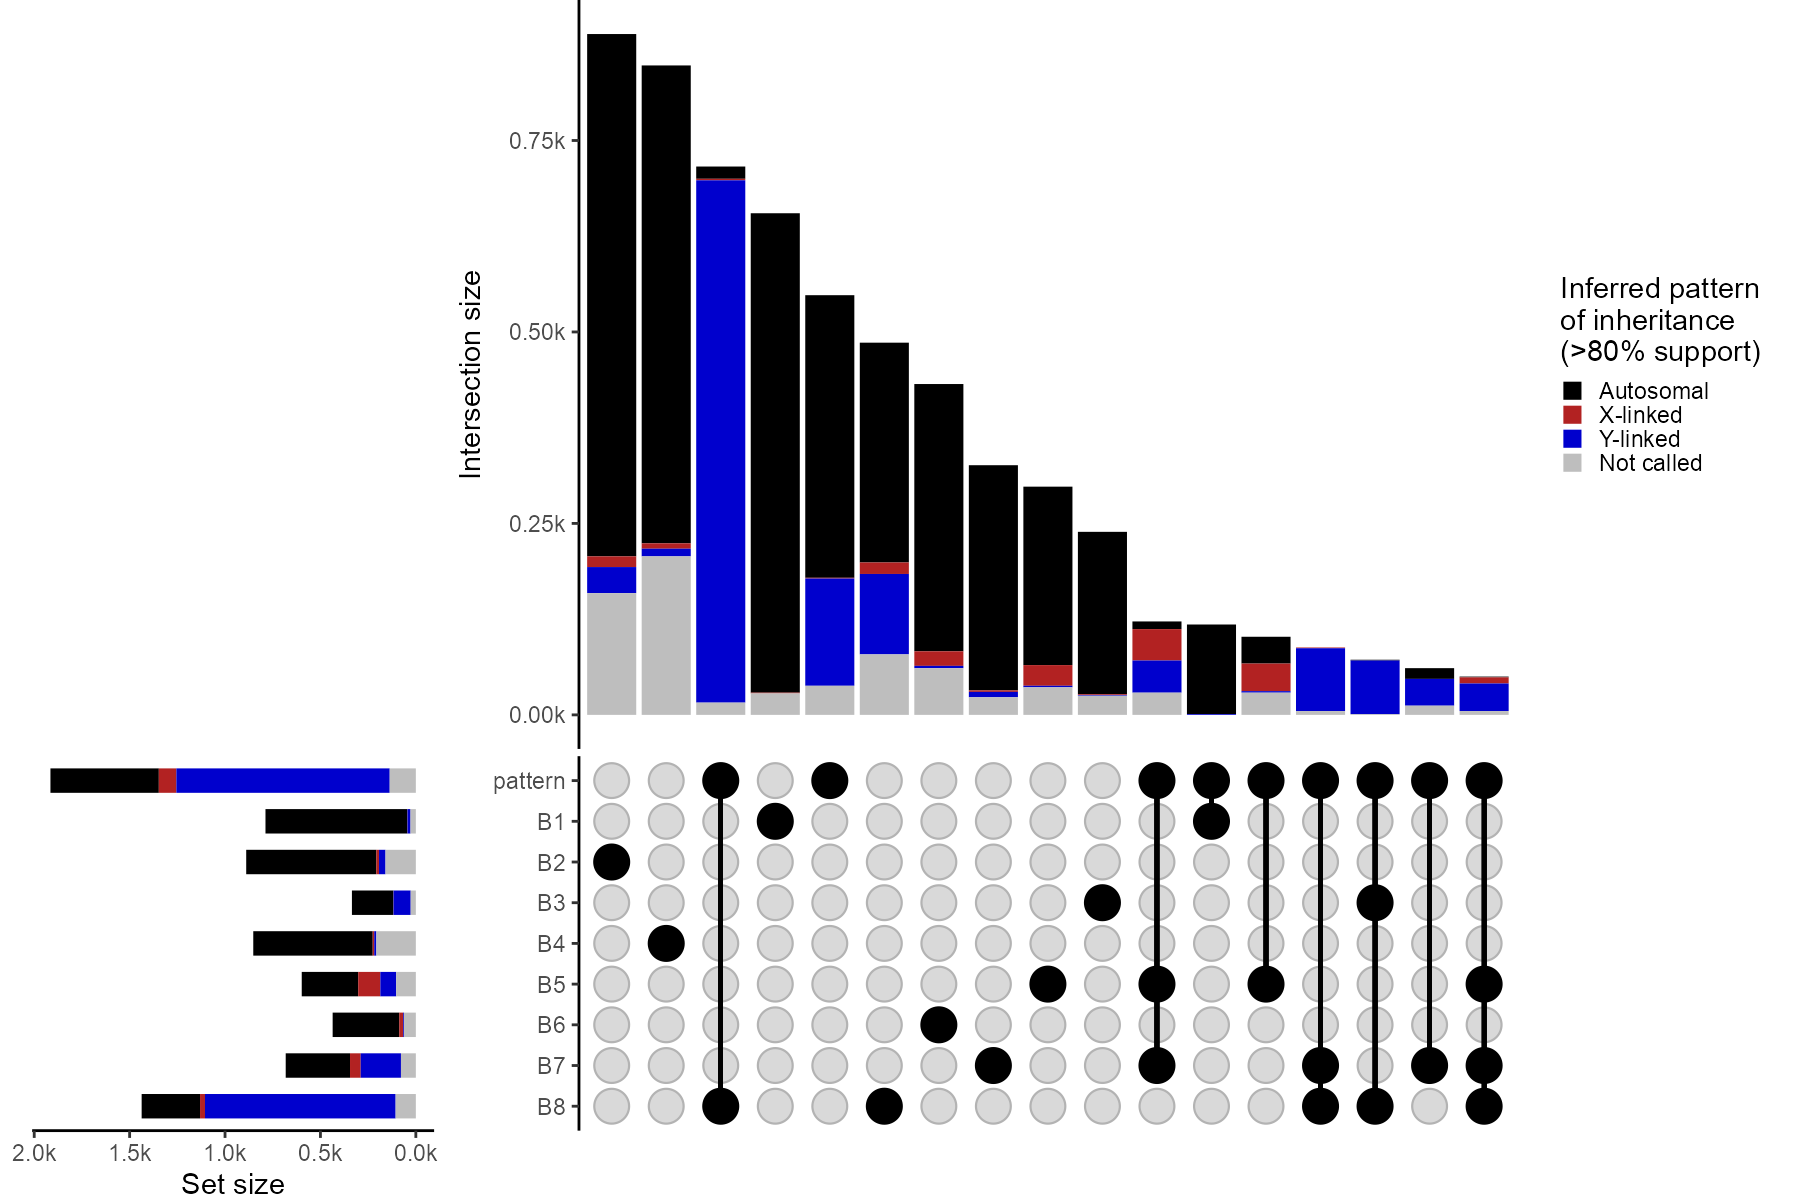 0.75k
0.50k
0.25k
0.00k
Intersection size
Inferred pattern
of inheritance
(>80% support)
Autosomal
X-linked
Y-linked
Not called
pattern
B1
B2
B3
B4
B5
B6
B7
B8
2.0k 1.5k 1.0k 0.5k 0.0k
Set size